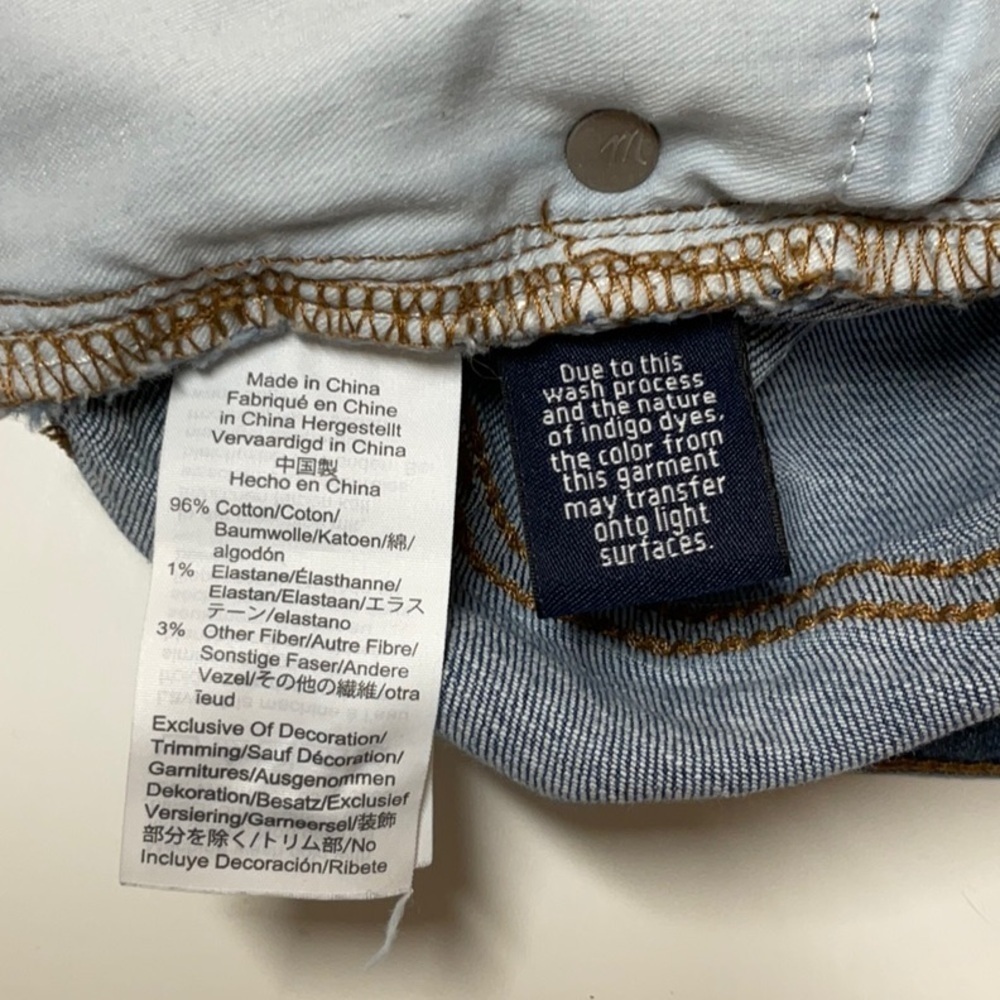 m
Made in China
Fabriqué en Chine
in China Hergestellt
Vervaardigd in China
中国製
Hecho en China
96% Cotton/Coton/
Baumwolle/Katoen/綿/
algodón
1% Elastane/Élasthanne/
Elastan/Elastaan/エラス
テーン/elastano
3% Other Fiber/Autre Fibre/
Sonstige Faser/Andere
Vezel/その他の繊維/otra
īeud
Exclusive Of Decoration/
Trimming/Sauf Décoration/
Garnitures/Ausgenommen
Dekoration/Besatz/Exclusief
Versiering/Garneersel/装飾
部分を除く/トリム部/No
Incluye Decoración/Ribete
Due to this
wash process
and the nature
of indigo dyes,
the color from
this garment
may transfer
onto light
surfaces.